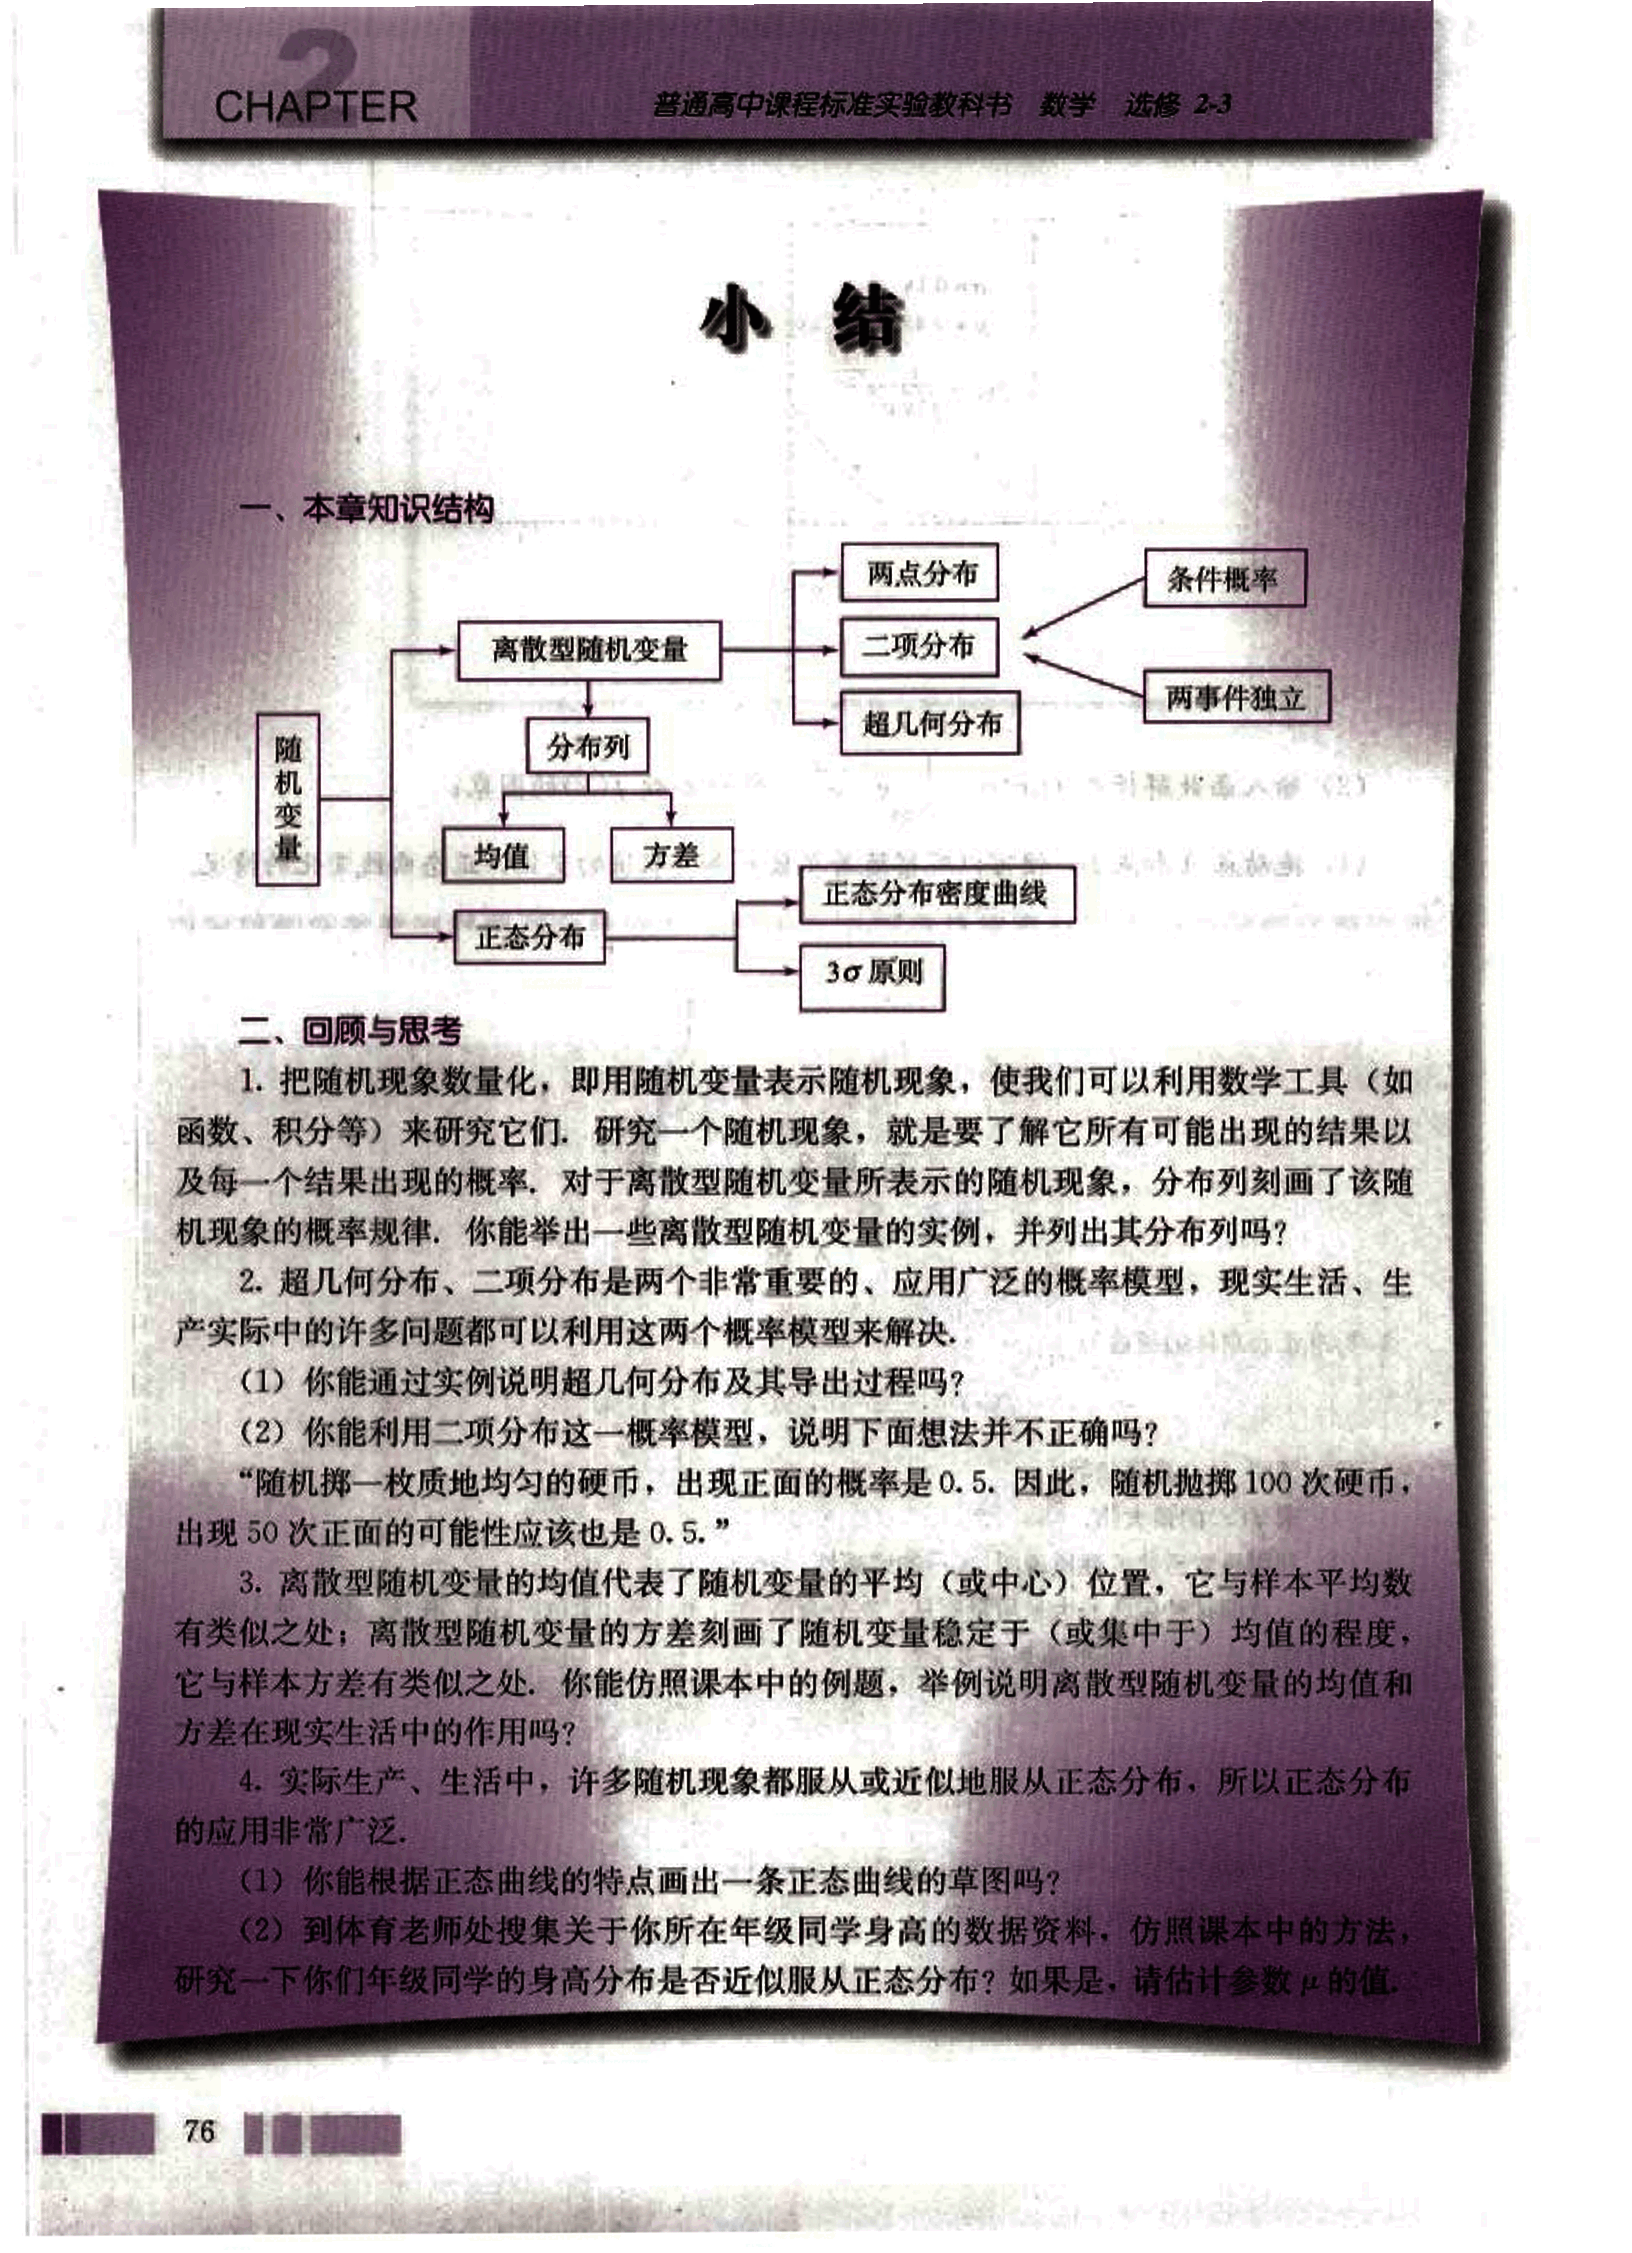 2
CHAPTER
普通高中课程标准实验教科书 数学 选修 2-3
小 结
一、本章知识结构
两点分布
条件概率
离散型随机变量
二项分布
两事件独立
超几何分布
分布列
随机变量
均值
方差
正态分布密度曲线
正态分布
3σ原则
二、回顾与思考
1. 把随机现象数量化，即用随机变量表示随机现象，使我们可以利用数学工具（如
函数、积分等）来研究它们. 研究一个随机现象，就是要了解它所有可能出现的结果以
及每一个结果出现的概率. 对于离散型随机变量所表示的随机现象，分布列刻画了该随
机现象的概率规律. 你能举出一些离散型随机变量的实例，并列出其分布列吗？
2. 超几何分布、二项分布是两个非常重要的、应用广泛的概率模型，现实生活、生
产实际中的许多问题都可以利用这两个概率模型来解决.
（1）你能通过实例说明超几何分布及其导出过程吗？
（2）你能利用二项分布这一概率模型，说明下面想法并不正确吗？
“随机掷一枚质地均匀的硬币，出现正面的概率是 0.5. 因此，随机抛掷 100 次硬币，
出现 50 次正面的可能性应该也是 0.5.”
3. 离散型随机变量的均值代表了随机变量的平均（或中心）位置，它与样本平均数
有类似之处；离散型随机变量的方差刻画了随机变量稳定于（或集中于）均值的程度，
它与样本方差有类似之处. 你能仿照课本中的例题，举例说明离散型随机变量的均值和
方差在现实生活中的作用吗？
4. 实际生产、生活中，许多随机现象都服从或近似地服从正态分布，所以正态分布
的应用非常广泛.
（1）你能根据正态曲线的特点画出一条正态曲线的草图吗？
（2）到体育老师处搜集关于你所在年级同学身高的数据资料，仿照课本中的方法，
研究一下你们年级同学的身高分布是否近似服从正态分布？如果是，请估计参数 μ 的值.
76